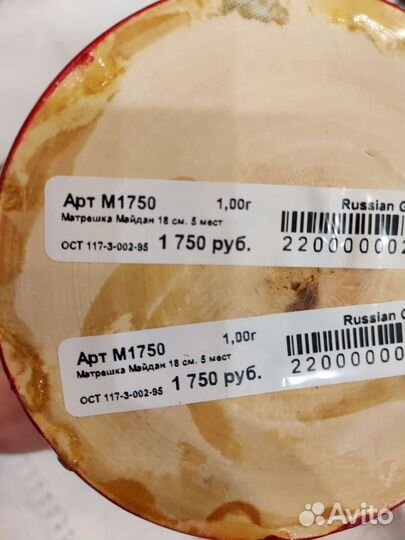 Арт М1750 1,00г Russian G
Матрешка Майдан 18 см. 5 мест
ОСТ 117-3-002-95 1 750 руб. 220000002
Арт М1750 1,00г Russian G
Матрешка Майдан 18 см. 5 мест
ОСТ 117-3-002-95 1 750 руб. 22000000
Avito